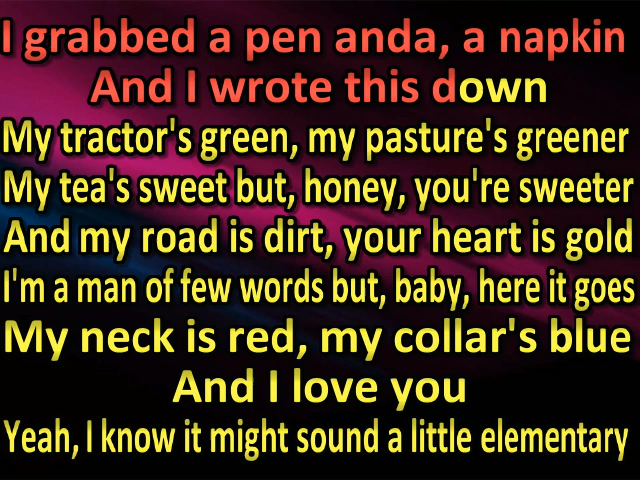 I grabbed a pen anda, a napkin
And I wrote this down
My tractor's green, my pasture's greener
My tea's sweet but, honey, you're sweeter
And my road is dirt, your heart is gold
I'm a man of few words but, baby, here it goes
My neck is red, my collar's blue
And I love you
Yeah, I know it might sound a little elementary